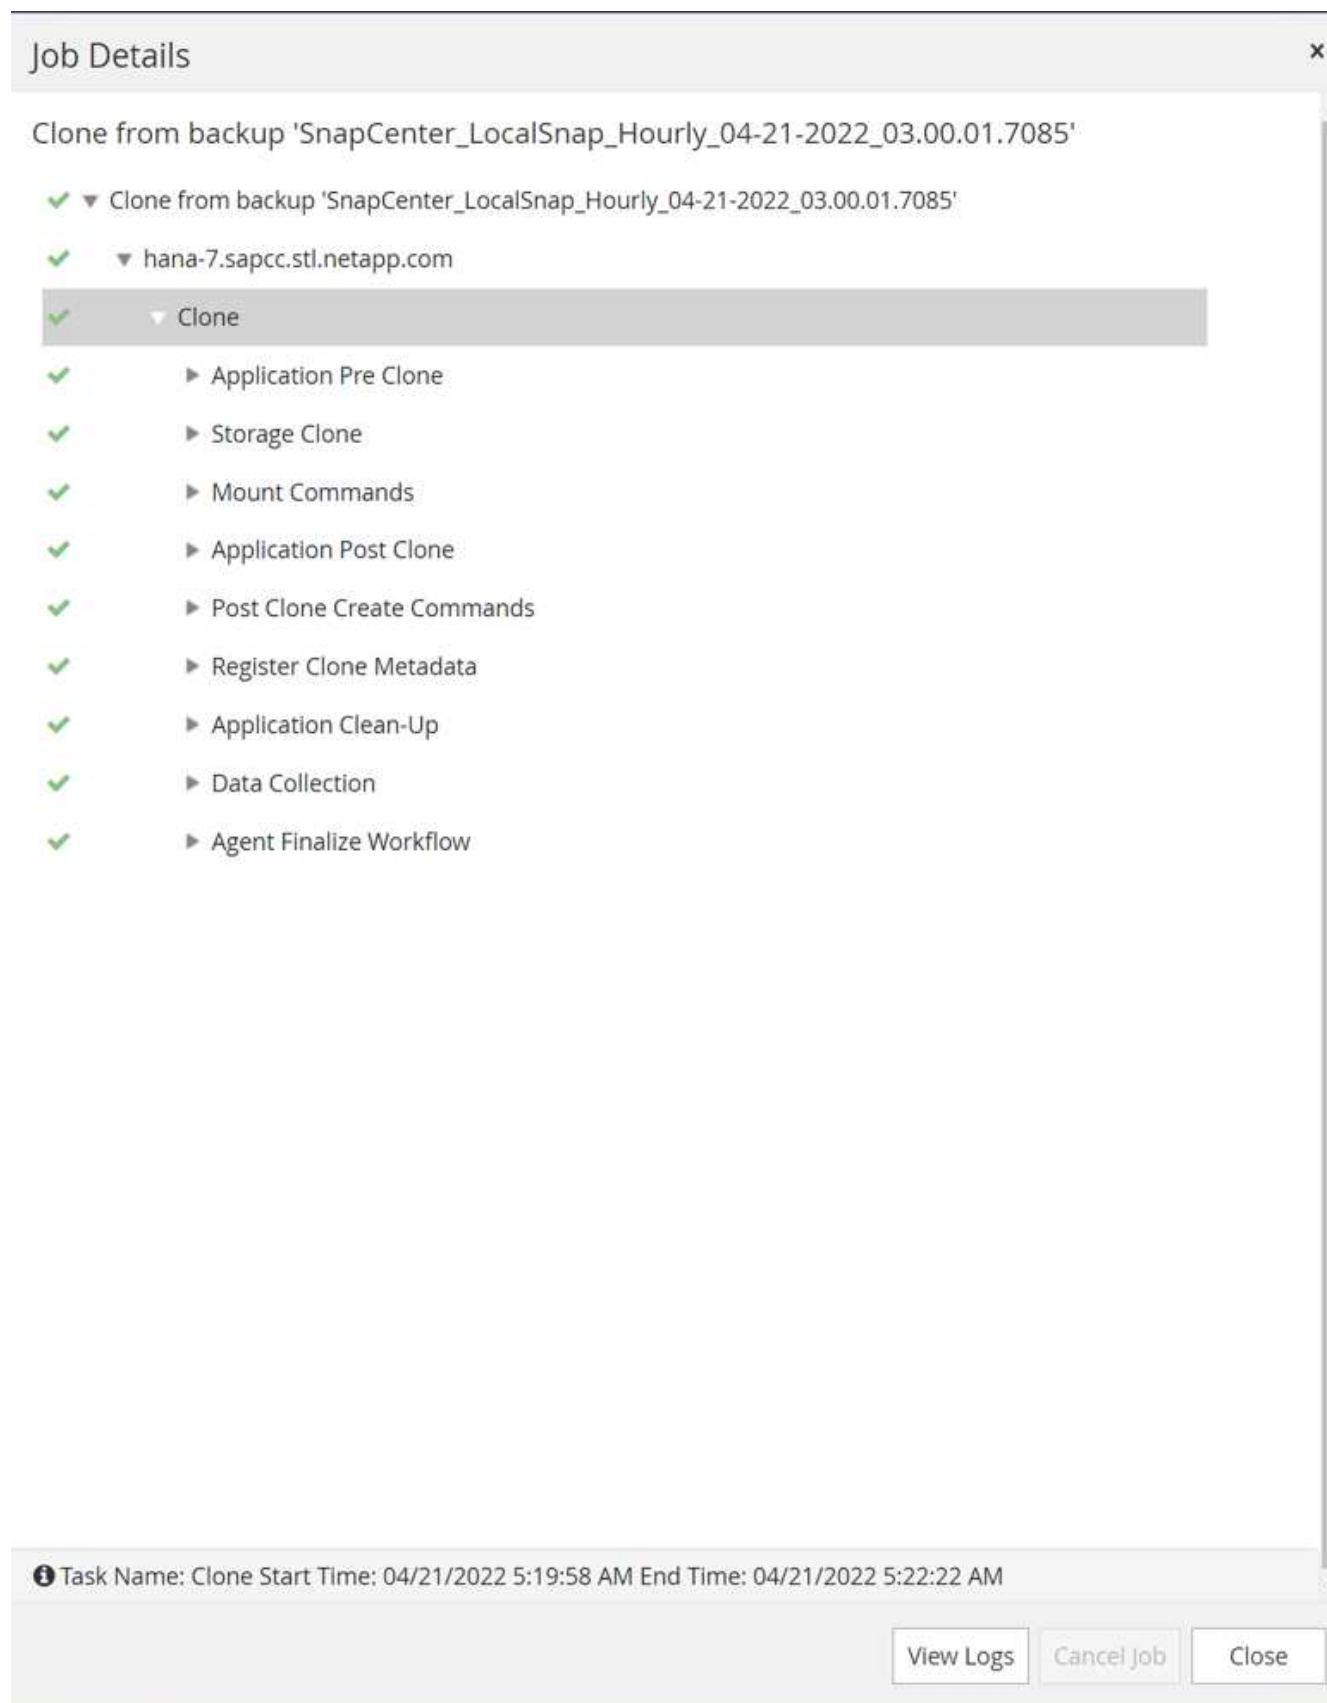 Job Details
x
Clone from backup 'SnapCenter_LocalSnap_Hourly_04-21-2022_03.00.01.7085'
Clone from backup 'SnapCenter_LocalSnap_Hourly_04-21-2022_03.00.01.7085'
hana-7.sapcc.stl.netapp.com
Clone
Application Pre Clone
Storage Clone
Mount Commands
Application Post Clone
Post Clone Create Commands
Register Clone Metadata
Application Clean-Up
Data Collection
Agent Finalize Workflow
Task Name: Clone Start Time: 04/21/2022 5:19:58 AM End Time: 04/21/2022 5:22:22 AM
View Logs Cancel Job Close